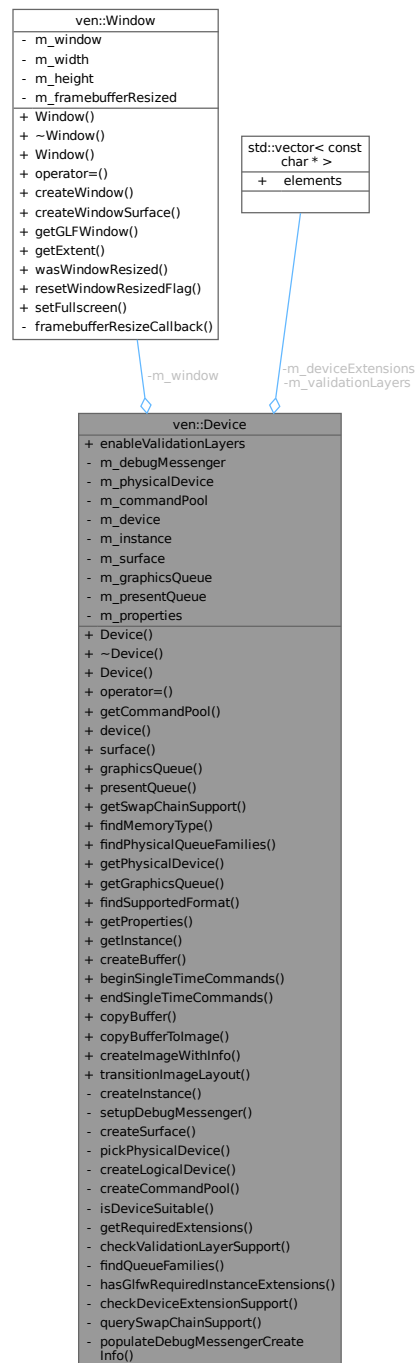 ven::Window
- m_window
- m_width
- m_height
- m_framebufferResized
+ Window()
+ ~Window()
+ Window()
+ operator=()
+ createWindow()
+ createWindowSurface()
+ getGLFWindow()
+ getExtent()
+ wasWindowResized()
+ resetWindowResizedFlag()
+ setFullscreen()
- framebufferResizeCallback()
std::vector< const
char * >
+ elements
-m_window
-m_deviceExtensions
-m_validationLayers
ven::Device
+ enableValidationLayers
- m_debugMessenger
- m_physicalDevice
- m_commandPool
- m_device
- m_instance
- m_surface
- m_graphicsQueue
- m_presentQueue
- m_properties
+ Device()
+ ~Device()
+ Device()
+ operator=()
+ getCommandPool()
+ device()
+ surface()
+ graphicsQueue()
+ presentQueue()
+ getSwapChainSupport()
+ findMemoryType()
+ findPhysicalQueueFamilies()
+ getPhysicalDevice()
+ getGraphicsQueue()
+ findSupportedFormat()
+ getProperties()
+ getInstance()
+ createBuffer()
+ beginSingleTimeCommands()
+ endSingleTimeCommands()
+ copyBuffer()
+ copyBufferToImage()
+ createImageWithInfo()
+ transitionImageLayout()
- createInstance()
- setupDebugMessenger()
- createSurface()
- pickPhysicalDevice()
- createLogicalDevice()
- createCommandPool()
- isDeviceSuitable()
- getRequiredExtensions()
- checkValidationLayerSupport()
- findQueueFamilies()
- hasGlfwRequiredInstanceExtensions()
- checkDeviceExtensionSupport()
- querySwapChainSupport()
- populateDebugMessengerCreate
Info()